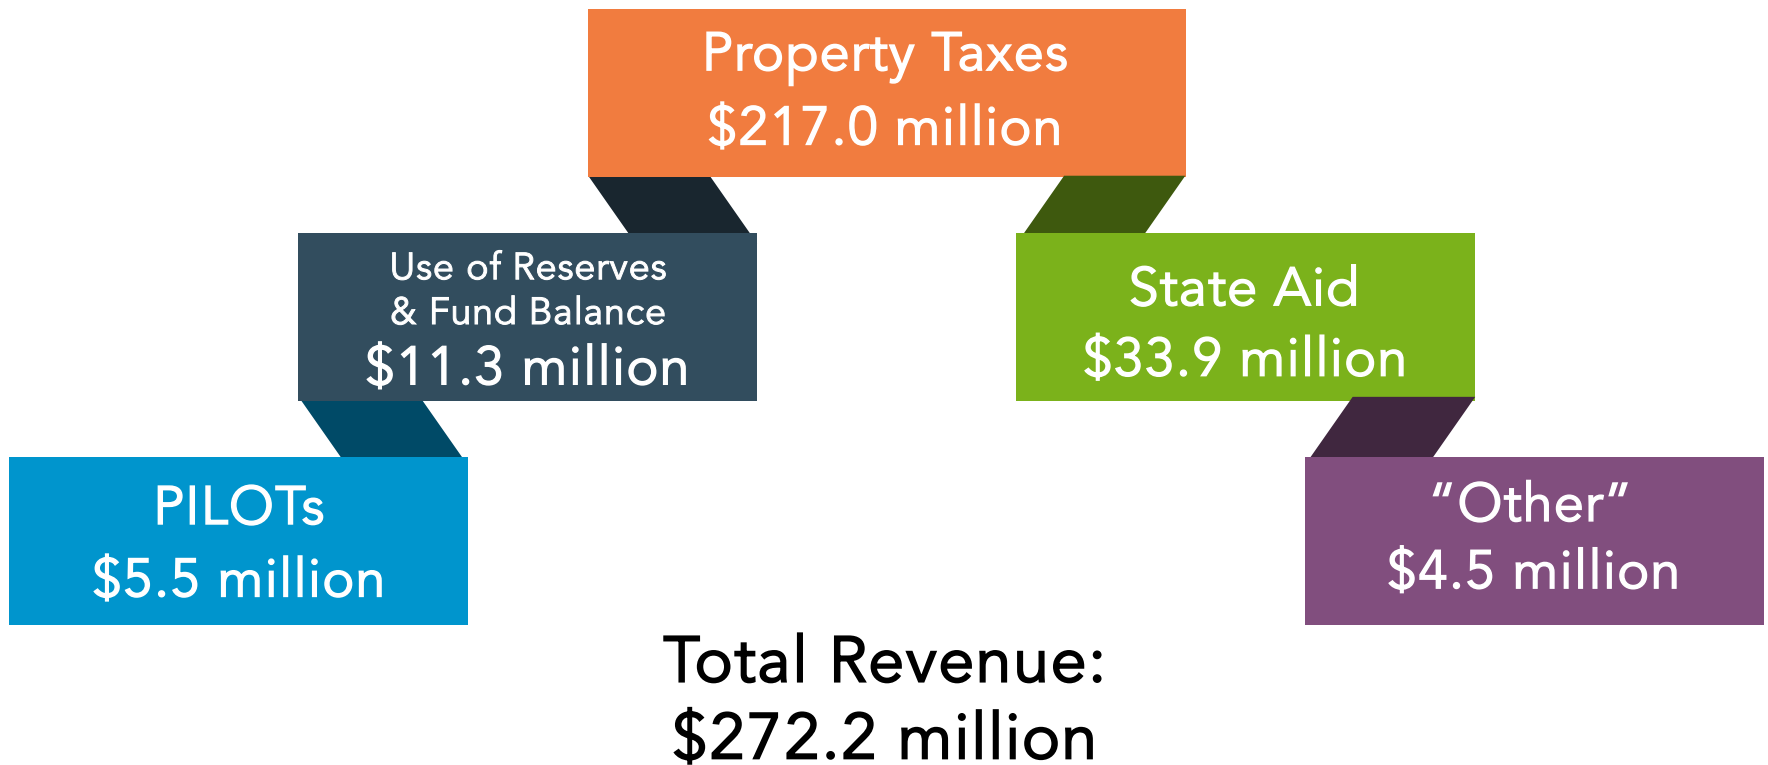 Property Taxes
$217.0 million
Use of Reserves
& Fund Balance
$11.3 million
State Aid
$33.9 million
PILOTs
$5.5 million
“Other”
$4.5 million
Total Revenue:
$272.2 million